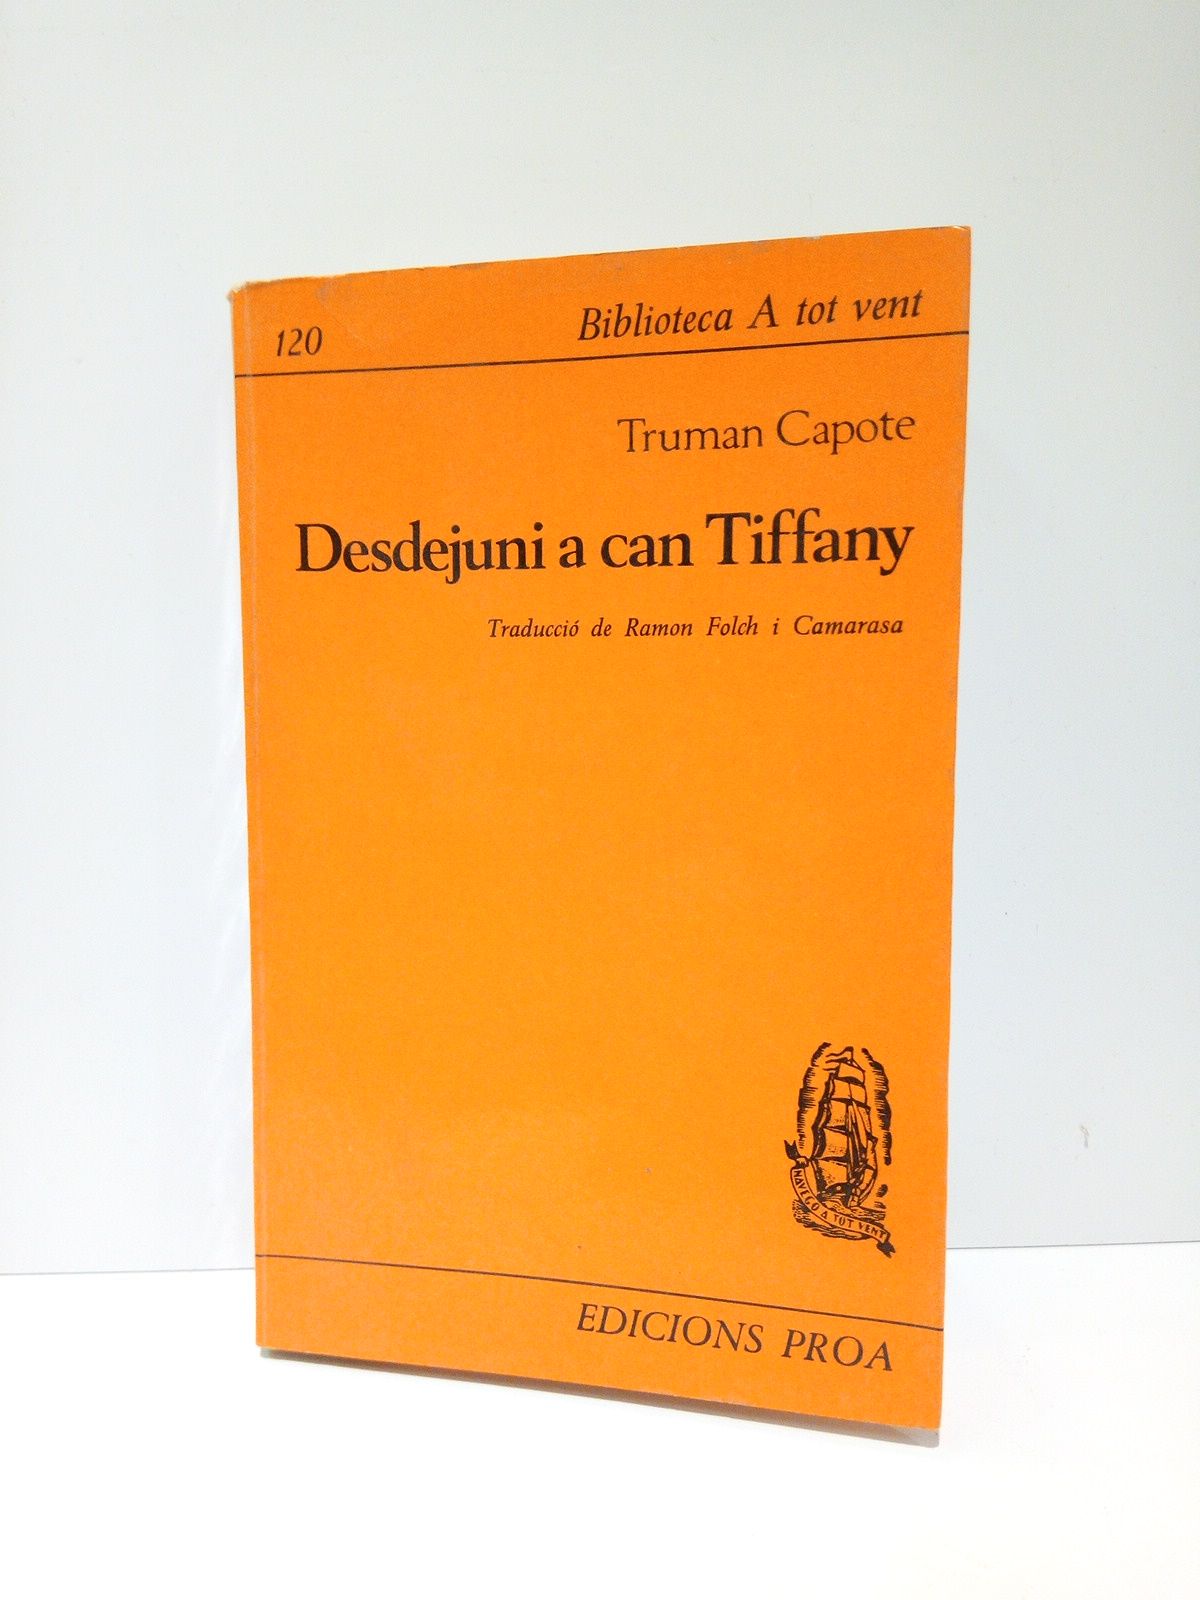 120
Biblioteca A tot vent
Truman Capote
Desdejuni a can Tiffany
Traducció de Ramon Folch i Camarasa
NAVEGO A TOT VENT
EDICIONS PROA